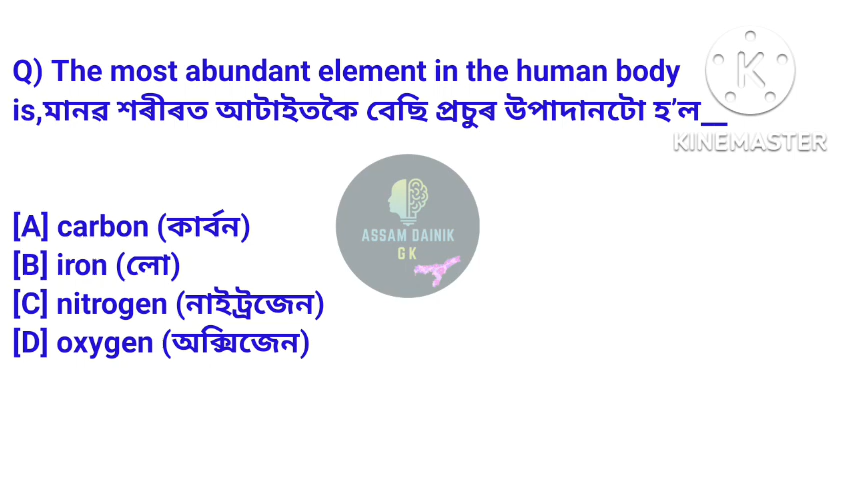 Q) The most abundant element in the human body
is,মানৱ শৰীৰত আটাইতকৈ বেছি প্ৰচুৰ উপাদানটো হ’ল__
KINEMASTER
ASSAM DAINIK
GK
[A] carbon (কাৰ্বন)
[B] iron (লো)
[C] nitrogen (নাইট্ৰজেন)
[D] oxygen (অক্সিজেন)